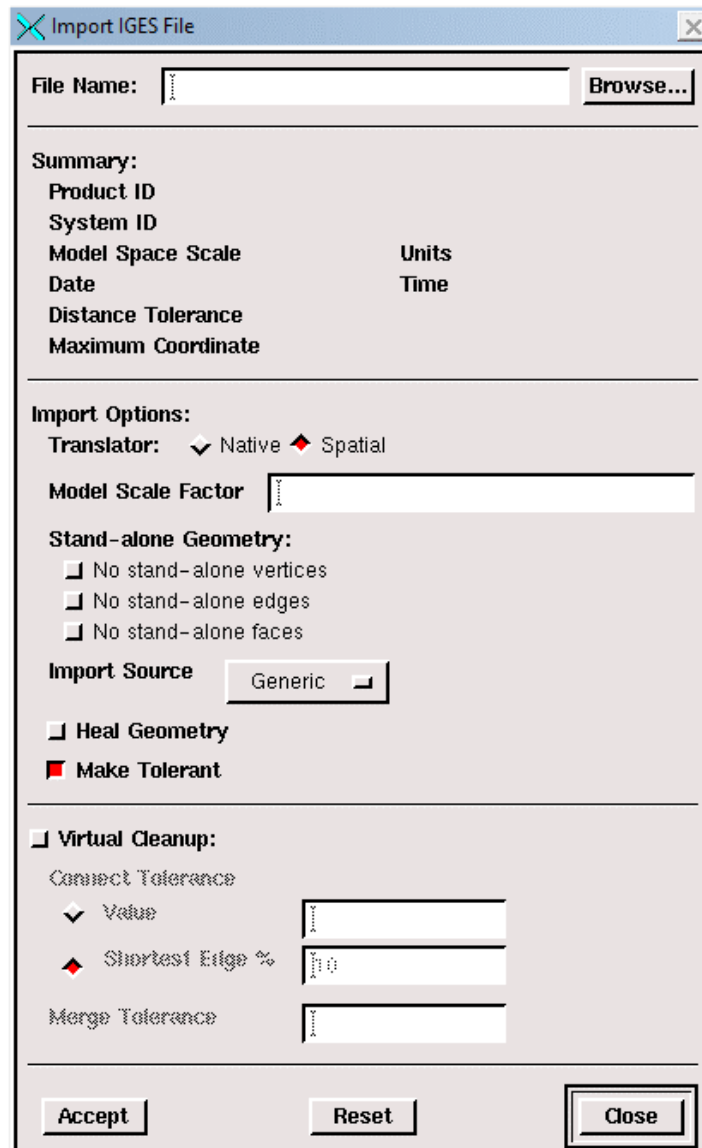 Import IGES File
File Name: Browse...
Summary:
Product ID
System ID
Model Space Scale Units
Date Time
Distance Tolerance
Maximum Coordinate
Import Options:
Translator: Native Spatial
Model Scale Factor
Stand-alone Geometry:
No stand-alone vertices
No stand-alone edges
No stand-alone faces
Import Source Generic
Heal Geometry
Make Tolerant
Virtual Cleanup:
Connect Tolerance
Value
Shortest Edge % 10
Merge Tolerance
Accept Reset Close